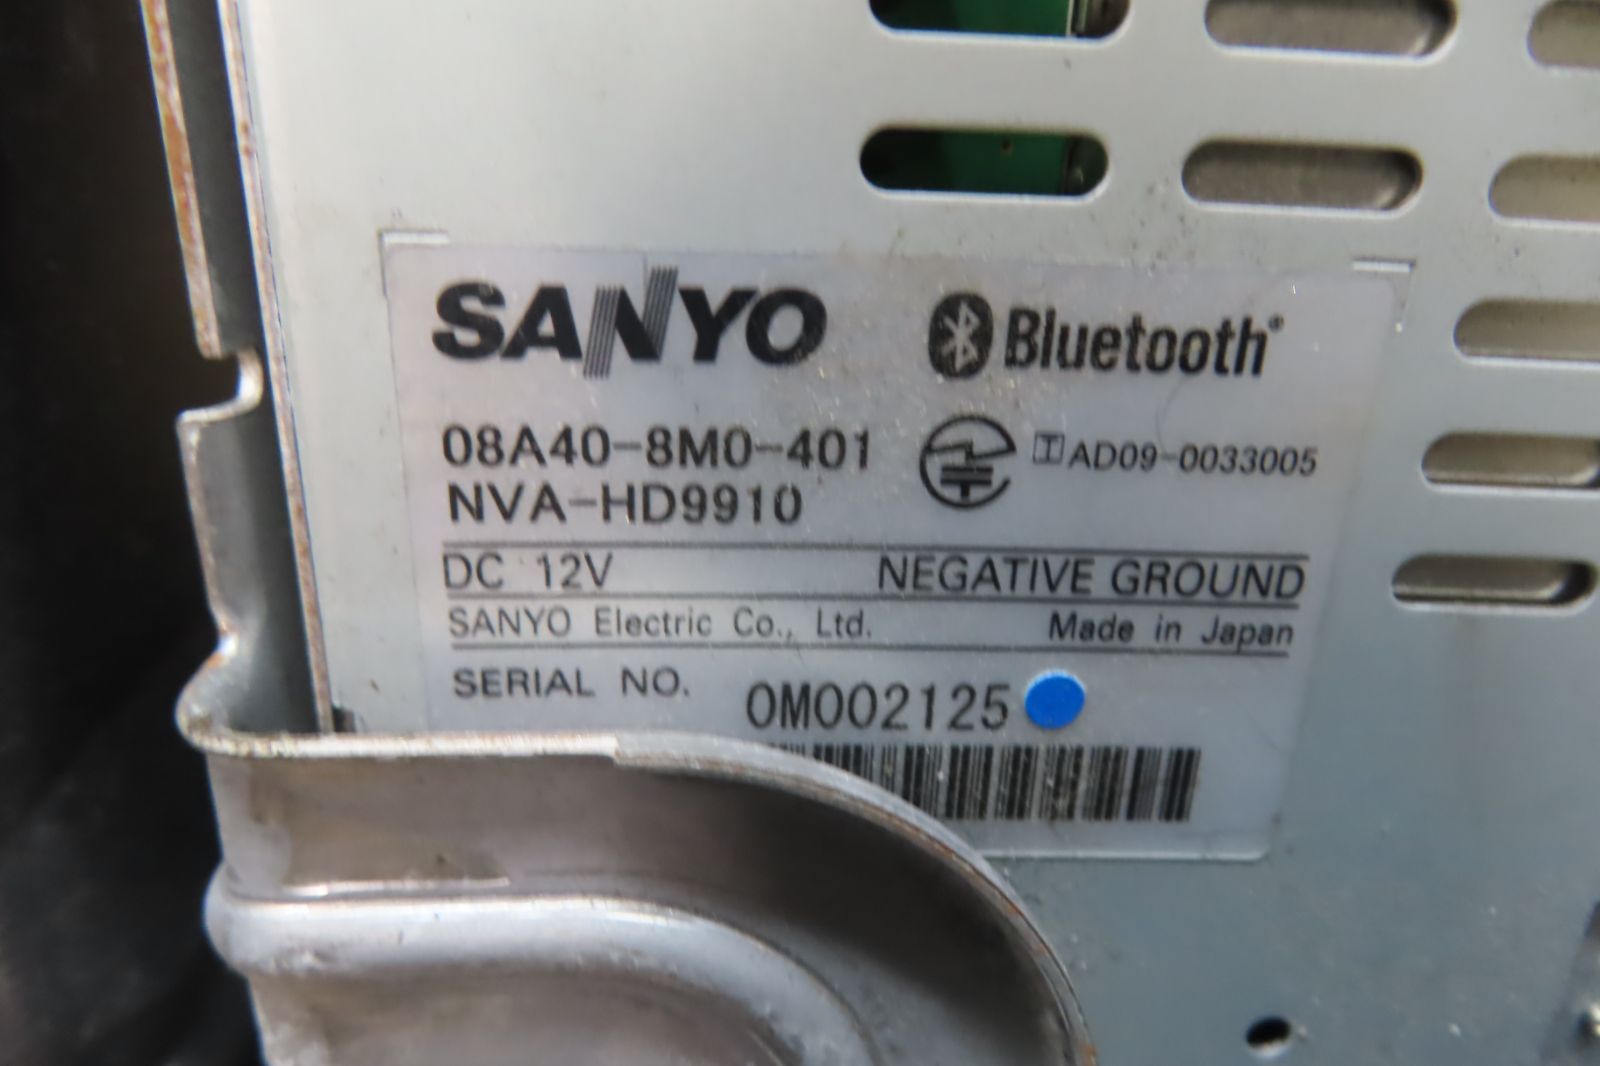 SANYO Bluetooth®
08A40-8M0-401 T AD09-0033005
NVA-HD9910
DC 12V NEGATIVE GROUND
SANYO Electric Co., Ltd. Made in Japan
SERIAL NO. 0M002125